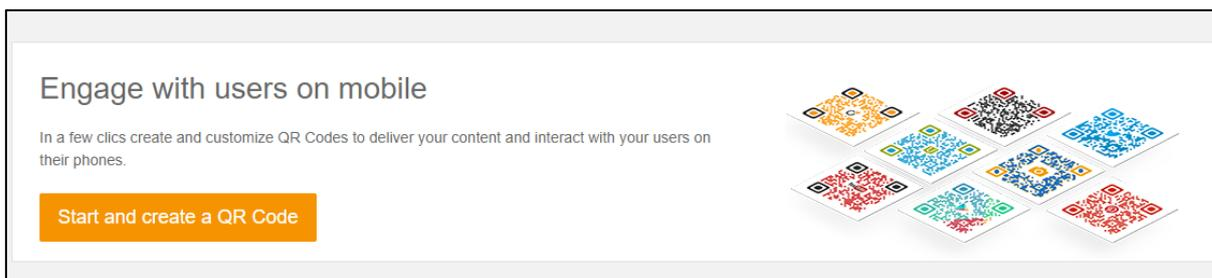 Engage with users on mobile
In a few clics create and customize QR Codes to deliver your content and interact with your users on
their phones.
Start and create a QR Code